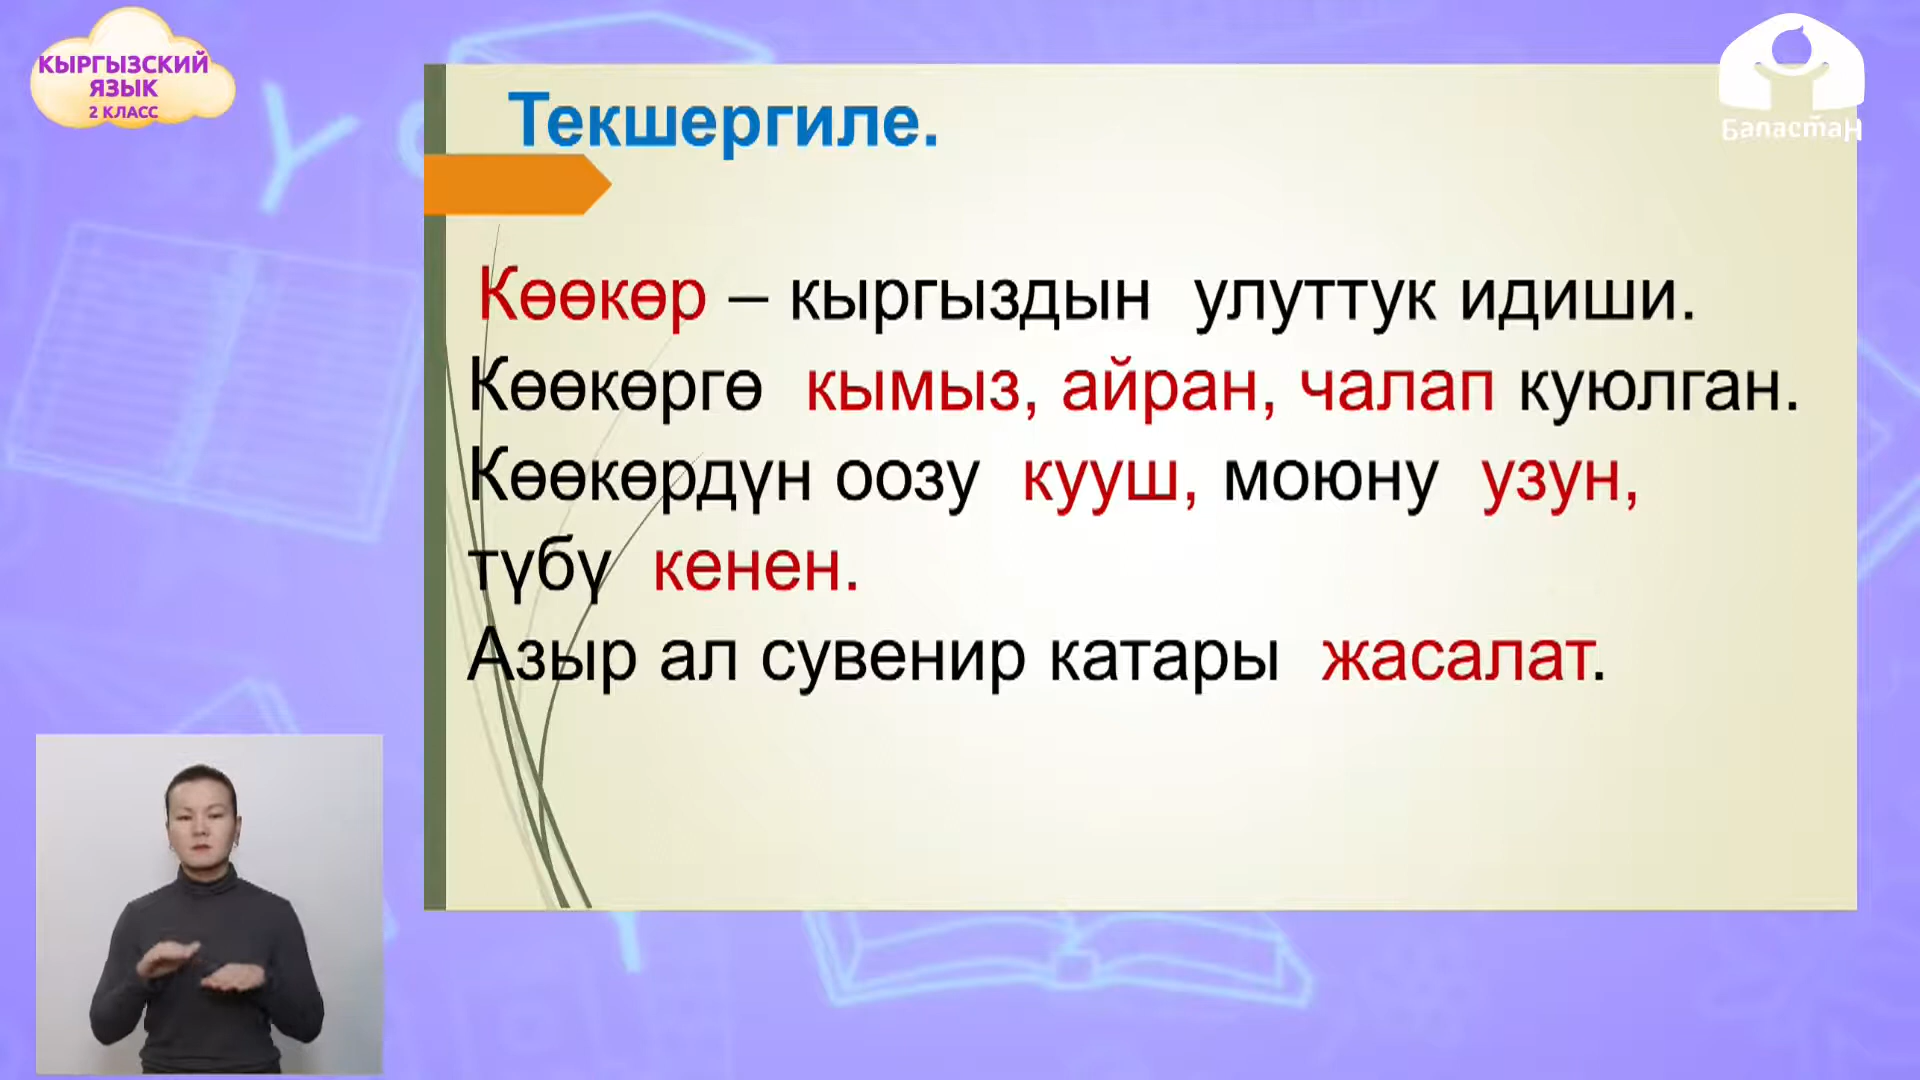 КЫРГЫЗСКИЙ
ЯЗЫК
2 КЛАСС
Баластан
Текшергиле.
Көөкөр – кыргыздын улуттук идиши.
Көөкөргө кымыз, айран, чалап куюлган.
Көөкөрдүн оозу кууш, моюну узун,
түбү кенен.
Азыр ал сувенир катары жасалат.